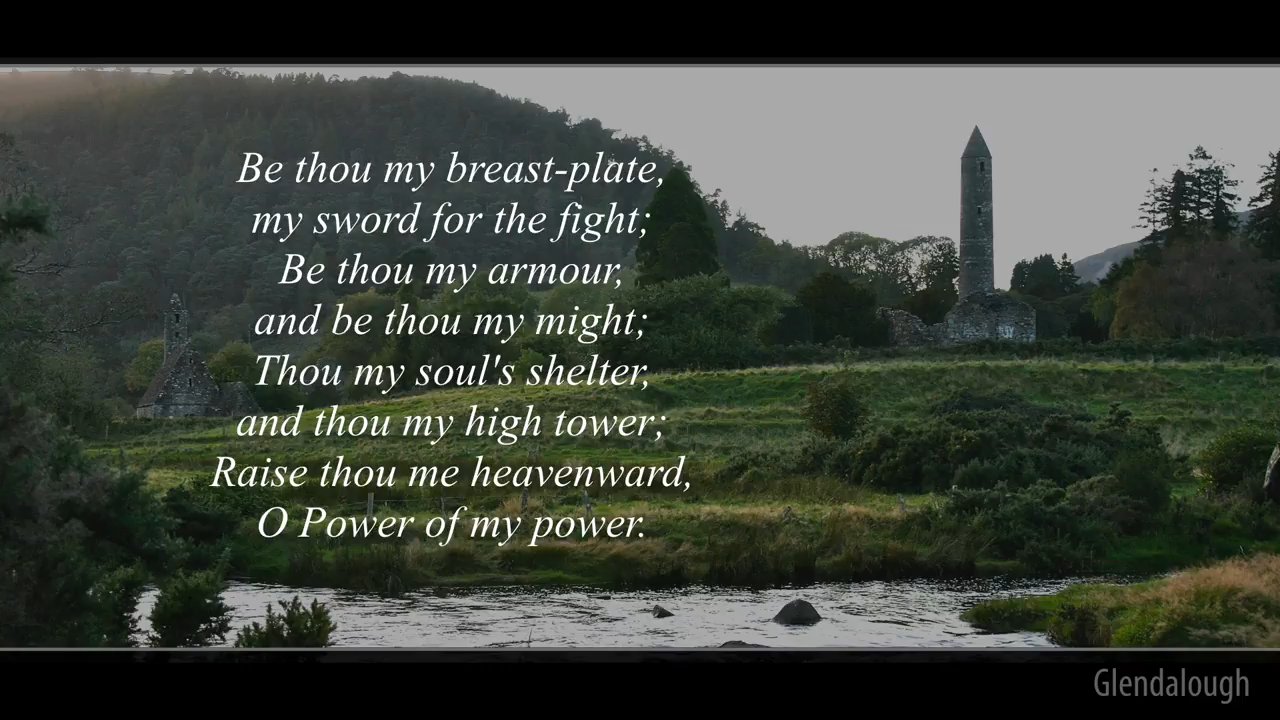 Be thou my breast-plate,
my sword for the fight;
Be thou my armour,
and be thou my might;
Thou my soul's shelter,
and thou my high tower;
Raise thou me heavenward,
O Power of my power.
Glendalough